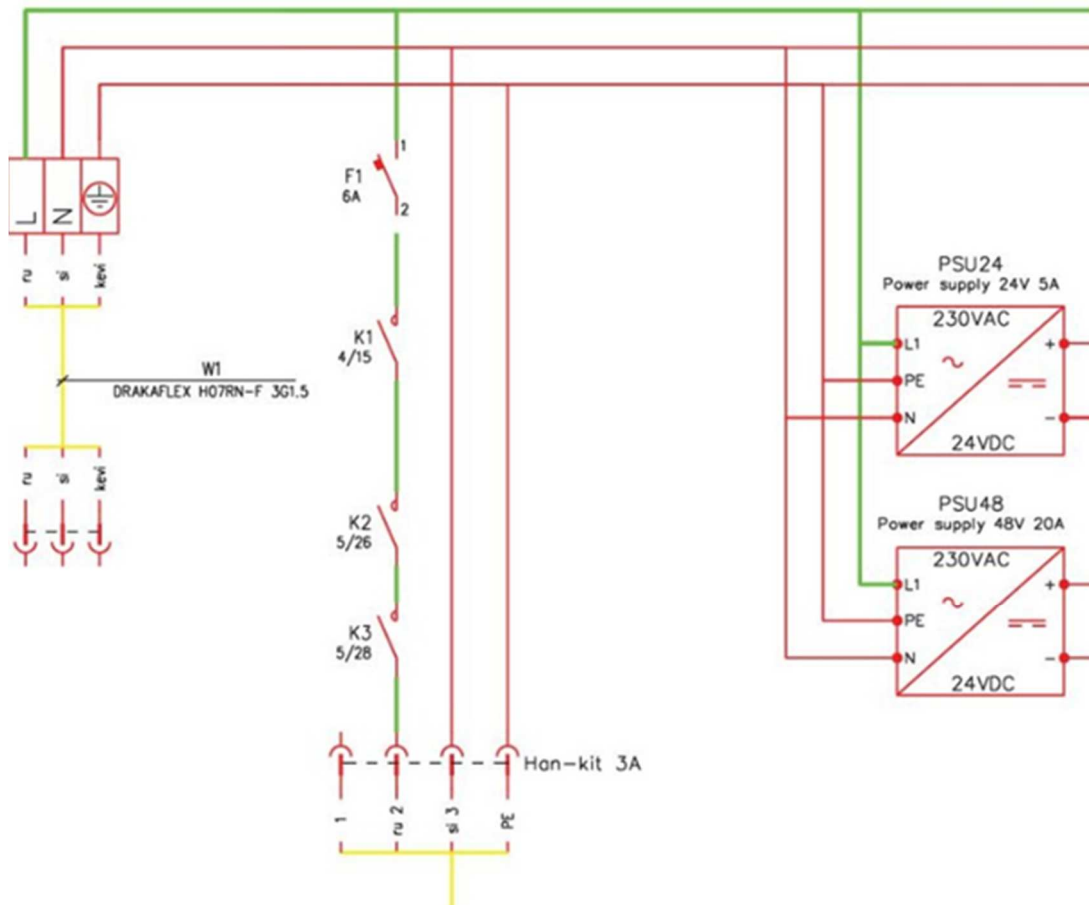 L
N
ru
si
kevi
W1
DRAKAFLEX H07RN-F 3G1.5
ru
si
kevi
1
F1
6A
2
K1
4/15
K2
5/26
K3
5/28
Han-kit 3A
1
ru 2
si 3
PE
PSU24
Power supply 24V 5A
230VAC
L1
+
PE
N
-
24VDC
PSU48
Power supply 48V 20A
230VAC
L1
+
PE
N
-
24VDC